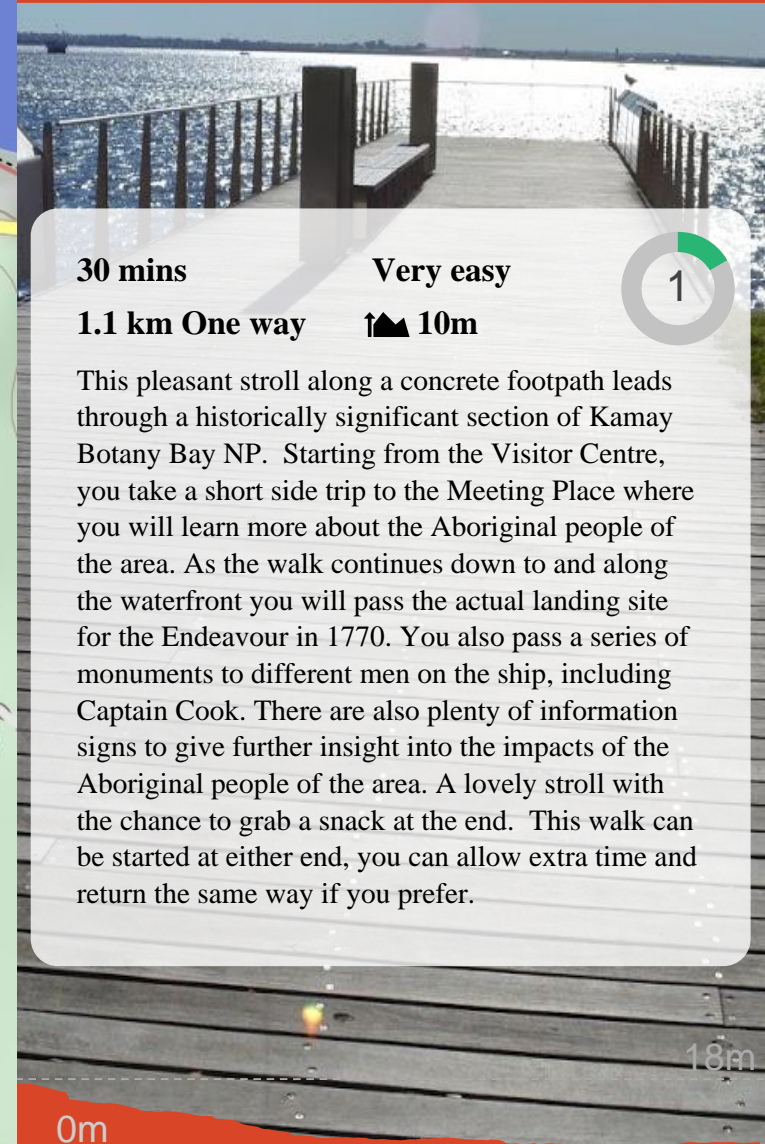 30 mins Very easy 1
1.1 km One way 10m
This pleasant stroll along a concrete footpath leads
through a historically significant section of Kamay
Botany Bay NP.  Starting from the Visitor Centre,
you take a short side trip to the Meeting Place where
you will learn more about the Aboriginal people of
the area. As the walk continues down to and along
the waterfront you will pass the actual landing site
for the Endeavour in 1770. You also pass a series of
monuments to different men on the ship, including
Captain Cook. There are also plenty of information
signs to give further insight into the impacts of the
Aboriginal people of the area. A lovely stroll with
the chance to grab a snack at the end.  This walk can
be started at either end, you can allow extra time and
return the same way if you prefer.
18m
0m